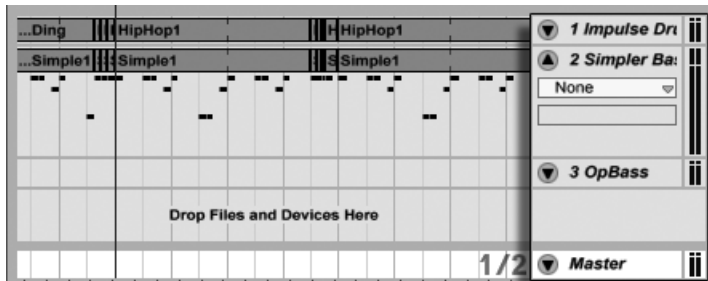 ...Ding HipHop1 H HipHop1 1 Impulse Dru
...Simple1 Simple1 S Simple1 2 Simpler Ba
None
3 OpBass
Drop Files and Devices Here
1/2 Master